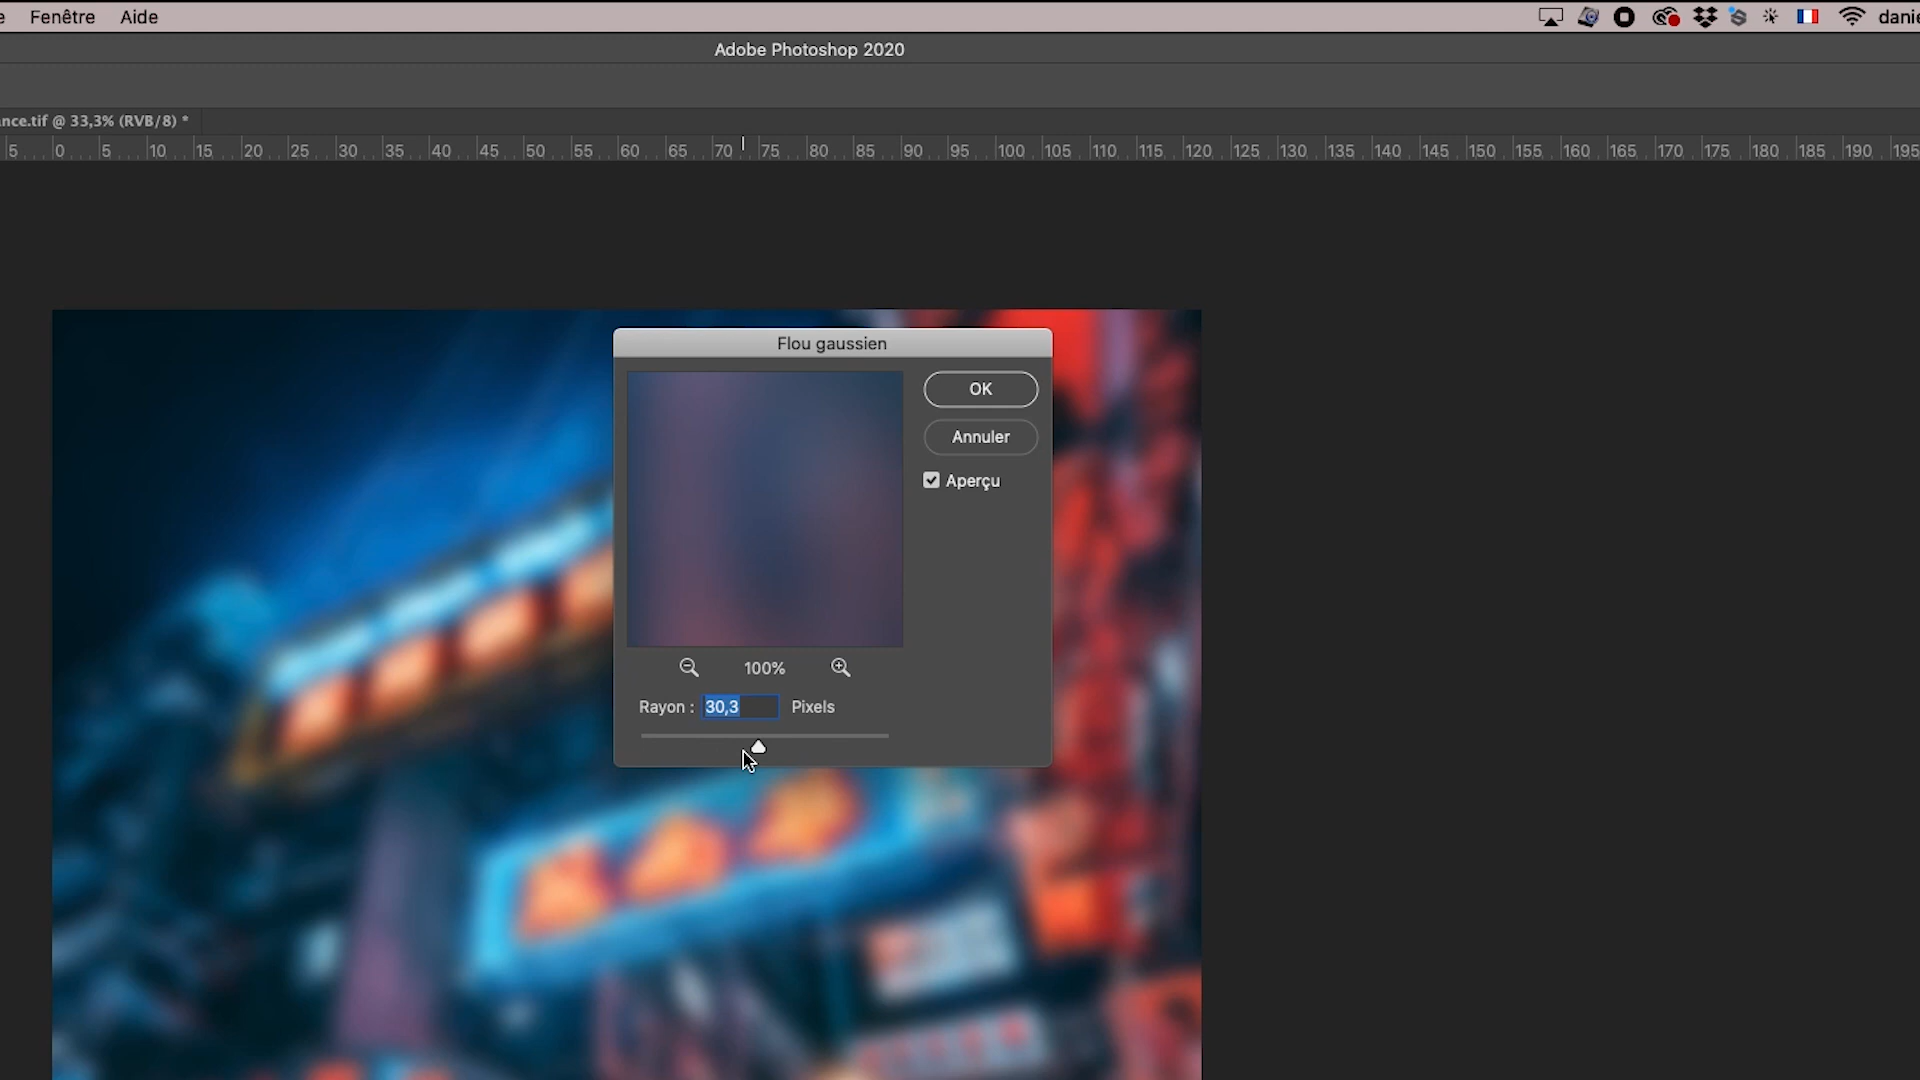 Fenêtre Aide
Adobe Photoshop 2020
nce.tif @ 33,3% (RVB/8) *
5 0 5 10 15 20 25 30 35 40 45 50 55 60 65 70 75 80 85 90 95 100 105 110 115 120 125 130 135 140 145 150 155 160 165 170 175 180 185 190 195
Flou gaussien
OK
Annuler
Aperçu
100%
Rayon : 30,3 Pixels